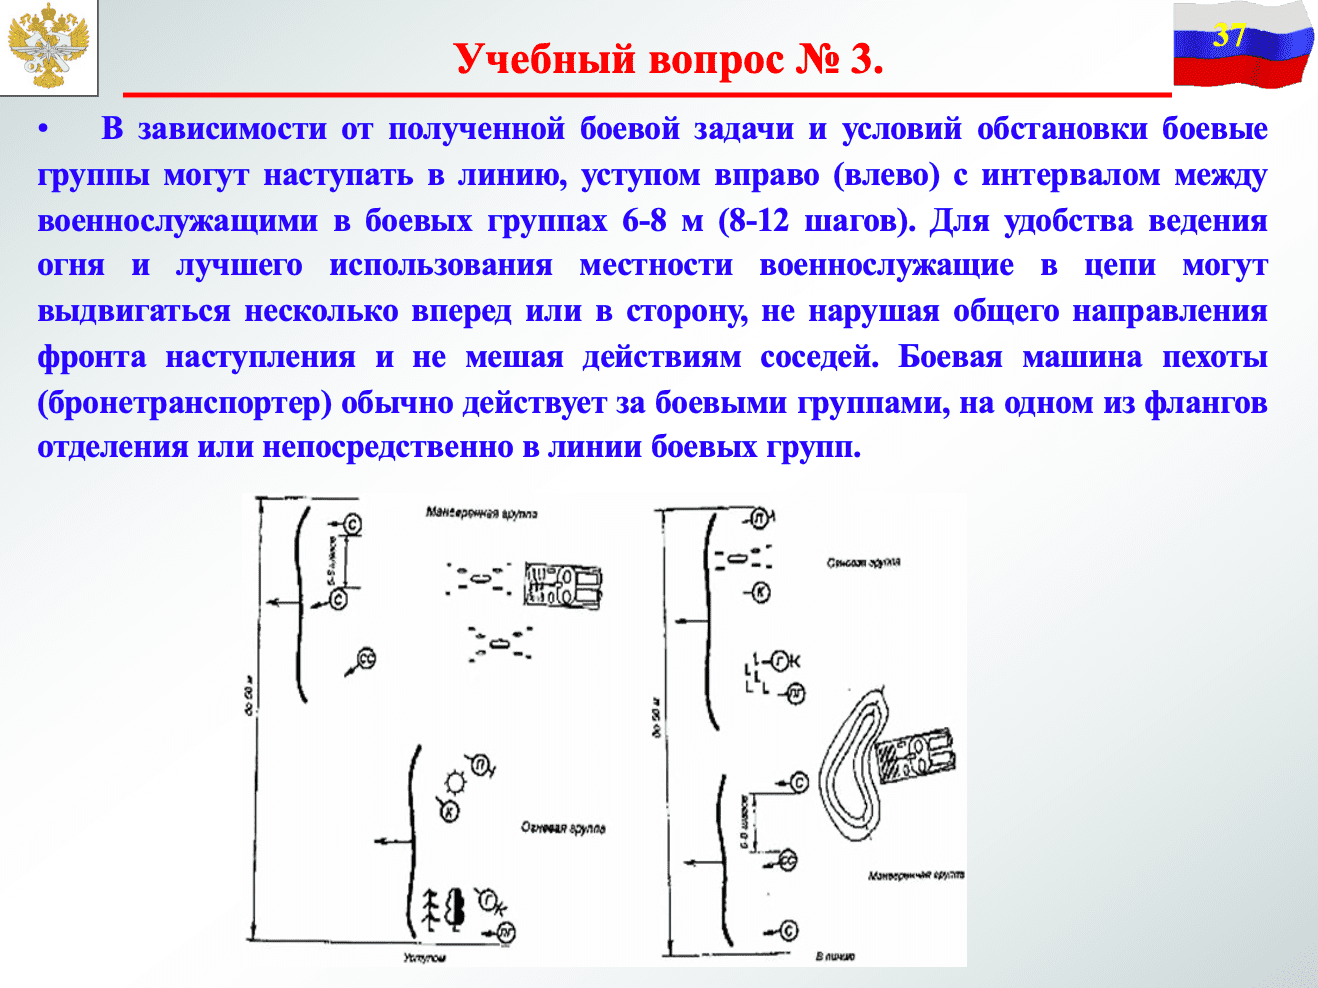 37
Учебный вопрос № 3.
• В зависимости от полученной боевой задачи и условий обстановки боевые
группы могут наступать в линию, уступом вправо (влево) с интервалом между
военнослужащими в боевых группах 6-8 м (8-12 шагов). Для удобства ведения
огня и лучшего использования местности военнослужащие в цепи могут
выдвигаться несколько вперед или в сторону, не нарушая общего направления
фронта наступления и не мешая действиям соседей. Боевая машина пехоты
(бронетранспортер) обычно действует за боевыми группами, на одном из флангов
отделения или непосредственно в линии боевых групп.
Маневренная группа
С
С
СС
до 50 м
П
К
Огневая группа
Г
К
ПГ
Уступом
П
Огневая группа
К
Г К
ПГ
до 50 м
С
6-8 шагов
СС
Маневренная группа
С
В линию